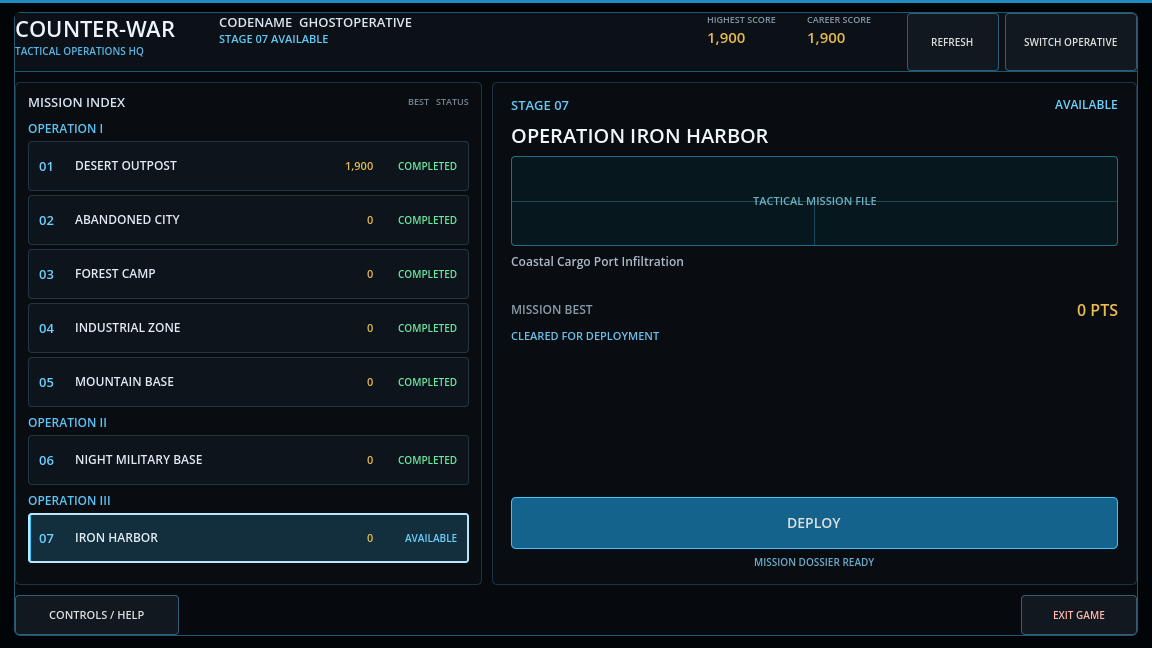 COUNTER-WAR
TACTICAL OPERATIONS HQ
CODENAME GHOSTOPERATIVE
STAGE 07 AVAILABLE
HIGHEST SCORE
1,900
CAREER SCORE
1,900
REFRESH
SWITCH OPERATIVE
MISSION INDEX BEST STATUS
OPERATION I
01 DESERT OUTPOST 1,900 COMPLETED
02 ABANDONED CITY 0 COMPLETED
03 FOREST CAMP 0 COMPLETED
04 INDUSTRIAL ZONE 0 COMPLETED
05 MOUNTAIN BASE 0 COMPLETED
OPERATION II
06 NIGHT MILITARY BASE 0 COMPLETED
OPERATION III
07 IRON HARBOR 0 AVAILABLE
STAGE 07 AVAILABLE
OPERATION IRON HARBOR
TACTICAL MISSION FILE
Coastal Cargo Port Infiltration
MISSION BEST 0 PTS
CLEARED FOR DEPLOYMENT
DEPLOY
MISSION DOSSIER READY
CONTROLS / HELP
EXIT GAME